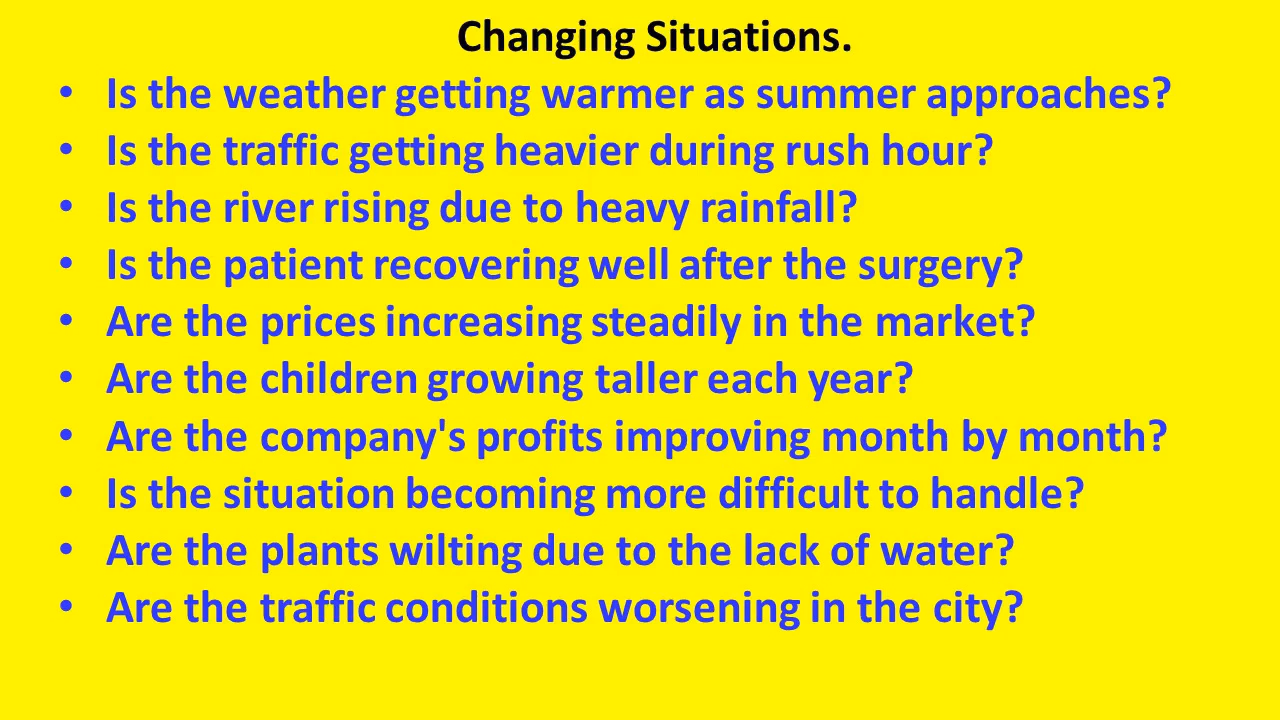 Changing Situations.
• Is the weather getting warmer as summer approaches?
• Is the traffic getting heavier during rush hour?
• Is the river rising due to heavy rainfall?
• Is the patient recovering well after the surgery?
• Are the prices increasing steadily in the market?
• Are the children growing taller each year?
• Are the company's profits improving month by month?
• Is the situation becoming more difficult to handle?
• Are the plants wilting due to the lack of water?
• Are the traffic conditions worsening in the city?